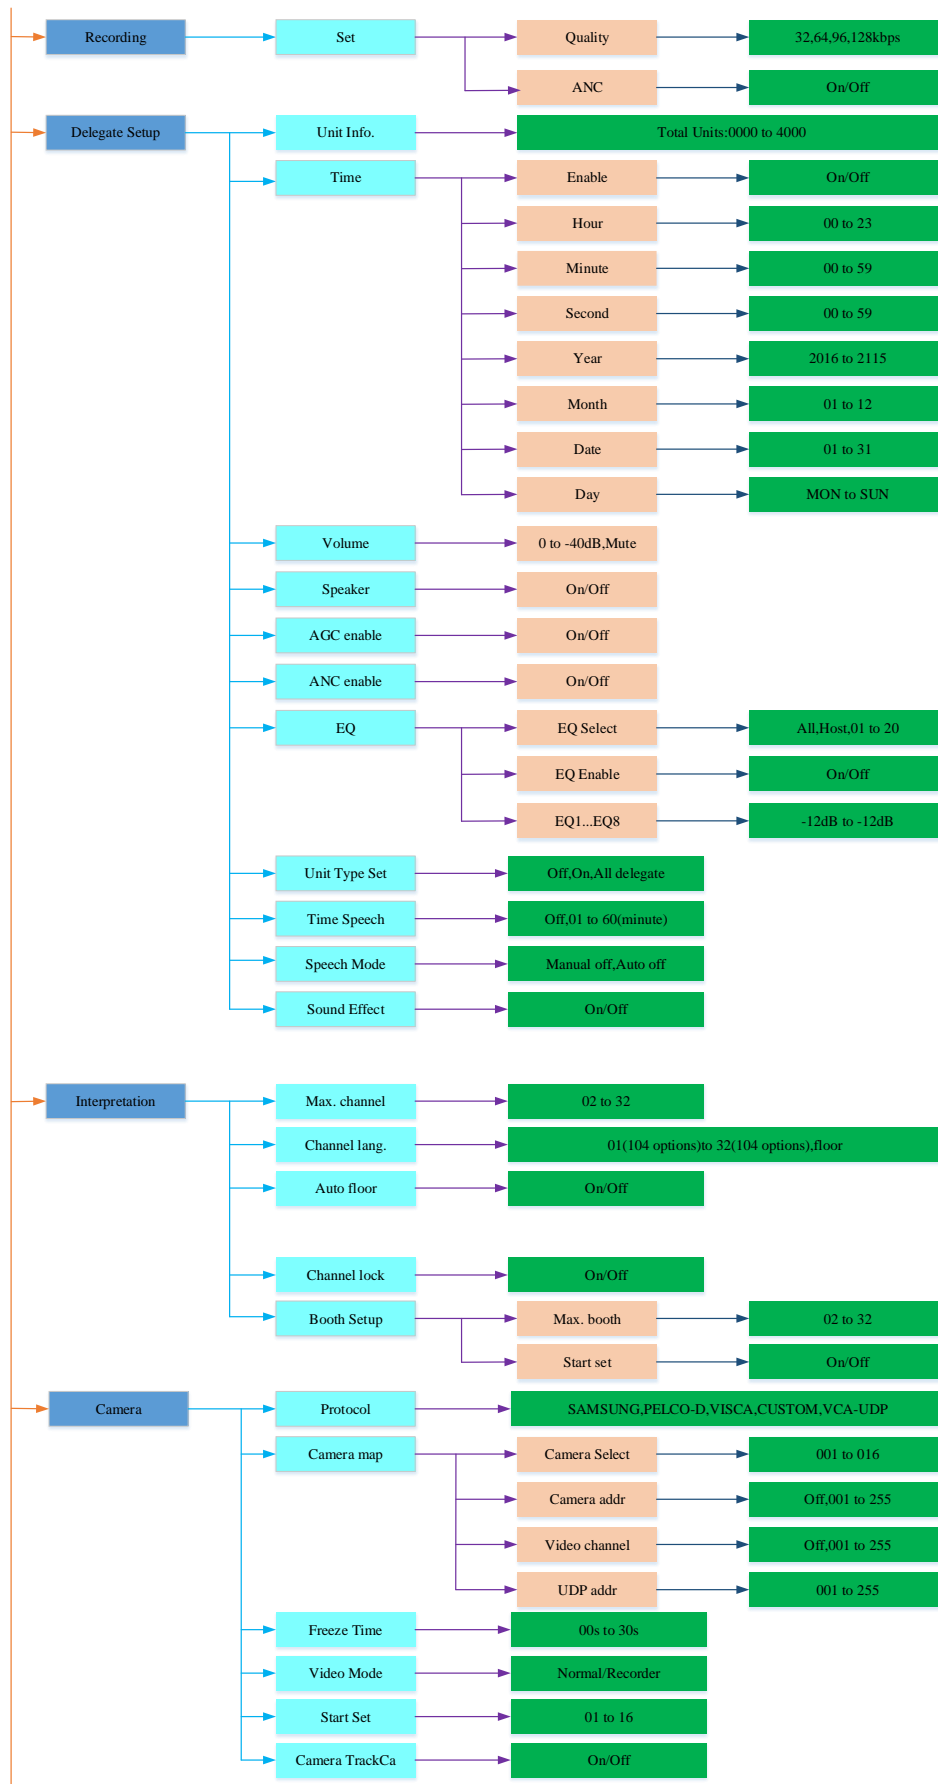 Recording Set Quality 32,64,96,128kbps
ANC On/Off
Delegate Setup Unit Info. Total Units:0000 to 4000
Time Enable On/Off
Hour 00 to 23
Minute 00 to 59
Second 00 to 59
Year 2016 to 2115
Month 01 to 12
Date 01 to 31
Day MON to SUN
Volume 0 to -40dB,Mute
Speaker On/Off
AGC enable On/Off
ANC enable On/Off
EQ EQ Select All,Host,01 to 20
EQ Enable On/Off
EQ1...EQ8 -12dB to -12dB
Unit Type Set Off,On,All delegate
Time Speech Off,01 to 60(minute)
Speech Mode Manual off,Auto off
Sound Effect On/Off
Interpretation Max. channel 02 to 32
Channel lang. 01(104 options)to 32(104 options),floor
Auto floor On/Off
Channel lock On/Off
Booth Setup Max. booth 02 to 32
Start set On/Off
Camera Protocol SAMSUNG,PELCO-D,VISCA,CUSTOM,VCA-UDP
Camera map Camera Select 001 to 016
Camera addr Off,001 to 255
Video channel Off,001 to 255
UDP addr 001 to 255
Freeze Time 00s to 30s
Video Mode Normal/Recorder
Start Set 01 to 16
Camera TrackCa On/Off